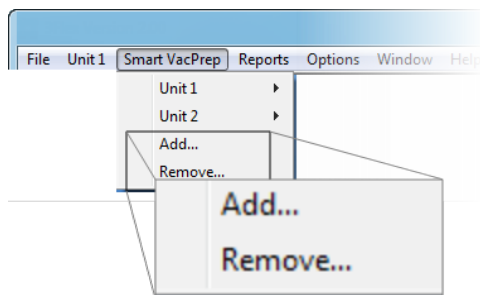 File Unit 1 Smart VacPrep Reports Options Window Help
Unit 1
Unit 2
Add...
Remove...
Add...
Remove...